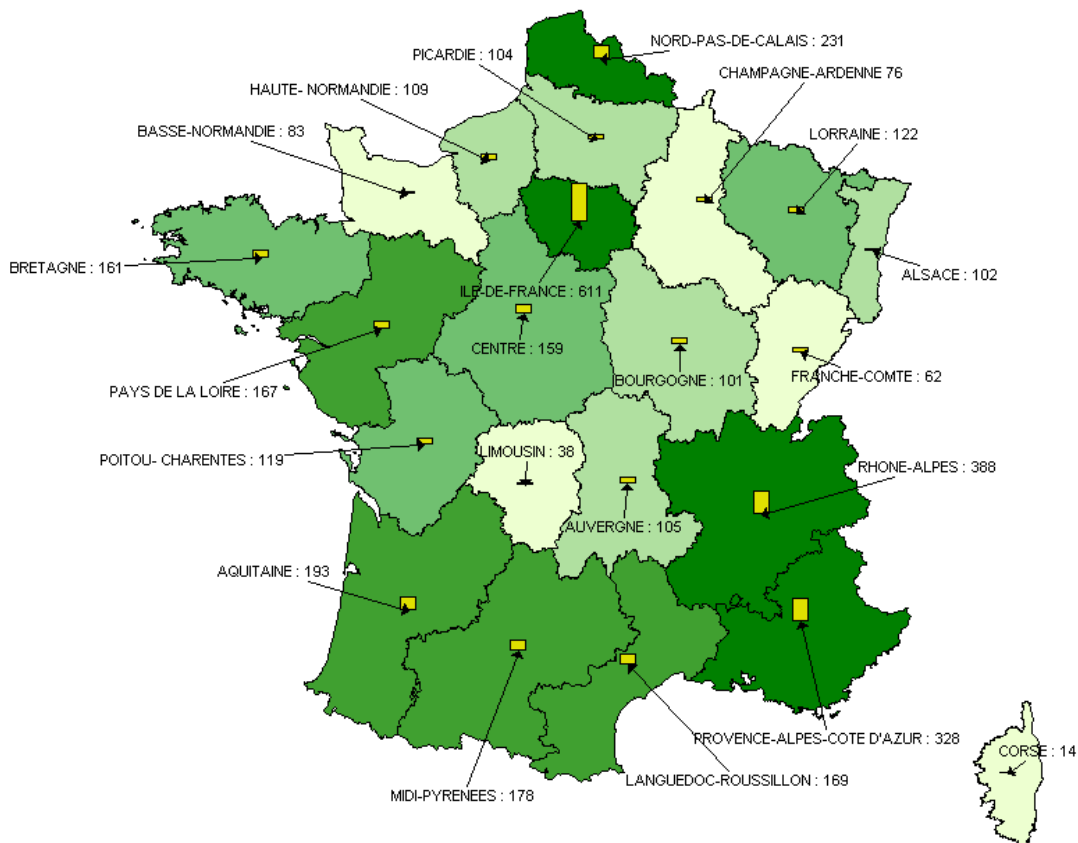 NORD-PAS-DE-CALAIS : 231
PICARDIE : 104
CHAMPAGNE-ARDENNE 76
HAUTE- NORMANDIE : 109
BASSE-NORMANDIE : 83
LORRAINE : 122
BRETAGNE : 161
ALSACE : 102
ILE-DE-FRANCE : 611
CENTRE : 159
BOURGOGNE : 101
FRANCHE-COMTE : 62
PAYS DE LA LOIRE : 167
POITOU- CHARENTES : 119
LIMOUSIN : 38
RHONE-ALPES : 388
AUVERGNE : 105
AQUITAINE : 193
PROVENCE-ALPES-COTE D'AZUR : 328
CORSE : 14
LANGUEDOC-ROUSSILLON : 169
MIDI-PYRENEES : 178